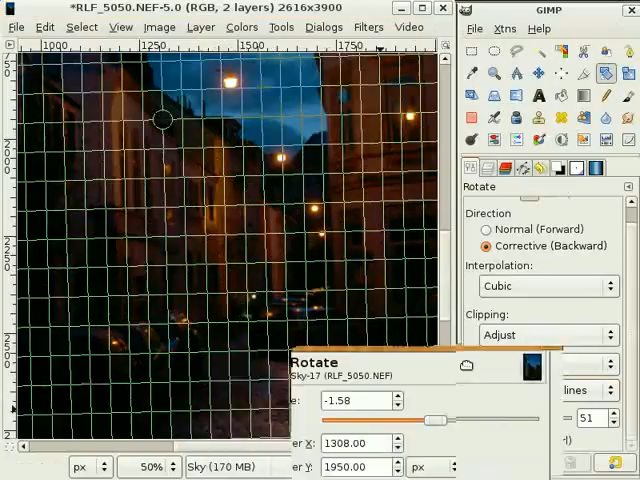 *RLF_5050.NEF-5.0 (RGB, 2 layers) 2616x3900
File Edit Select View Image Layer Colors Tools Dialogs Filters Video
1000 1250 1500 1750
px 50% Sky (170 MB)
GIMP
File Xtns Help
Rotate
Direction
Normal (Forward)
Corrective (Backward)
Interpolation:
Cubic
Clipping:
Adjust
lines
51
Rotate
Sky-17 (RLF_5050.NEF)
e: -1.58
er X: 1308.00
er Y: 1950.00 px